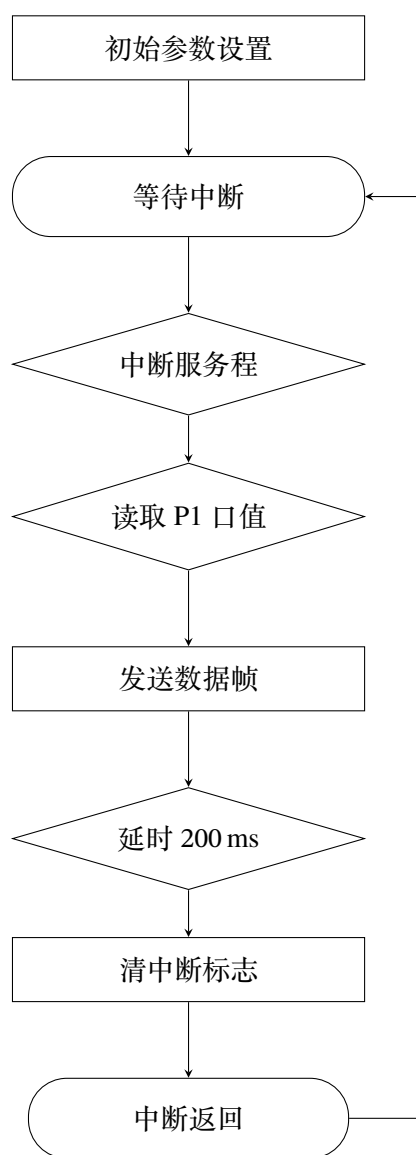 初始参数设置
等待中断
中断服务程
读取 P1 口值
发送数据帧
延时 200 ms
清中断标志
中断返回